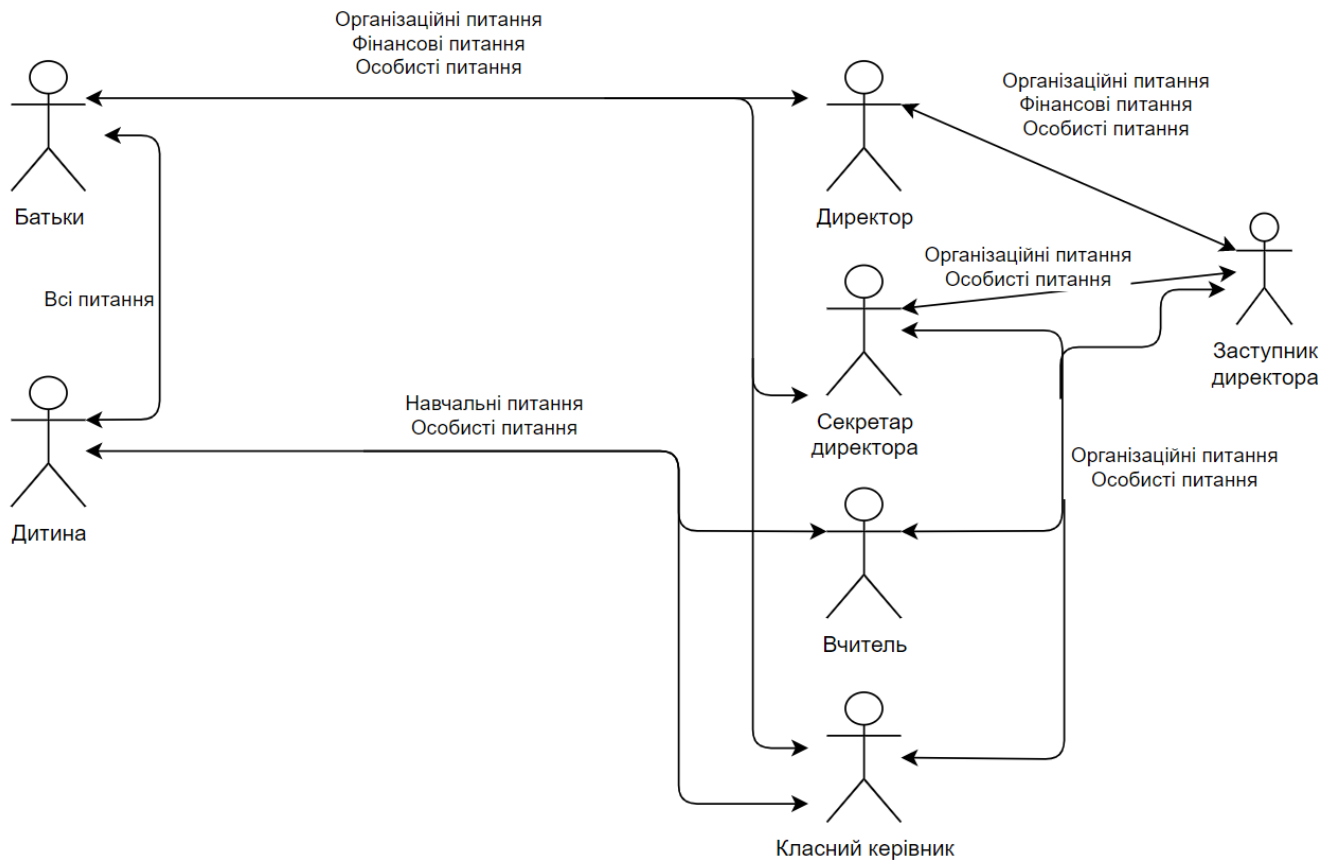 Організаційні питання
Фінансові питання
Особисті питання
Організаційні питання
Фінансові питання
Особисті питання
Батьки
Директор
Організаційні питання
Особисті питання
Всі питання
Заступник
директора
Навчальні питання
Особисті питання
Секретар
директора
Організаційні питання
Особисті питання
Дитина
Вчитель
Класний керівник